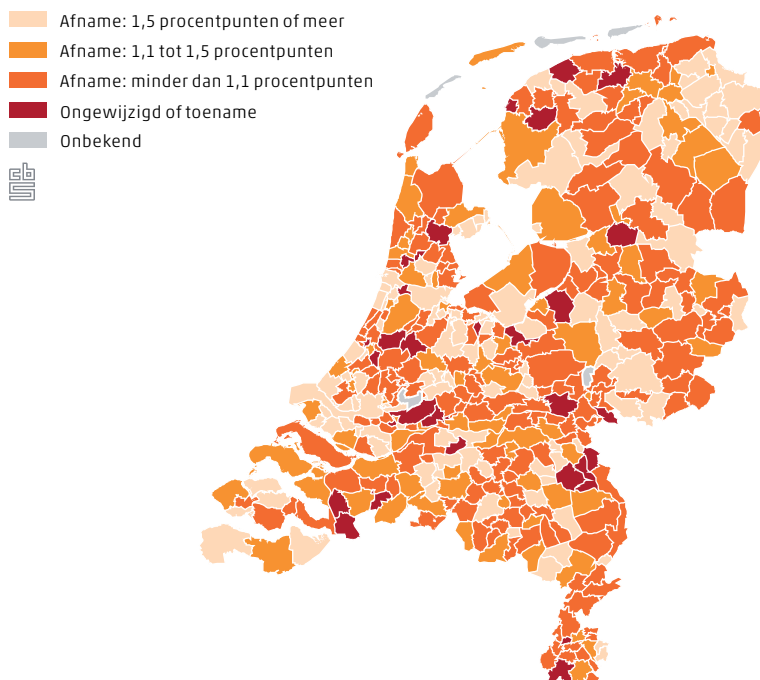 Afname: 1,5 procentpunten of meer
Afname: 1,1 tot 1,5 procentpunten
Afname: minder dan 1,1 procentpunten
Ongewijzigd of toename
Onbekend
cbs